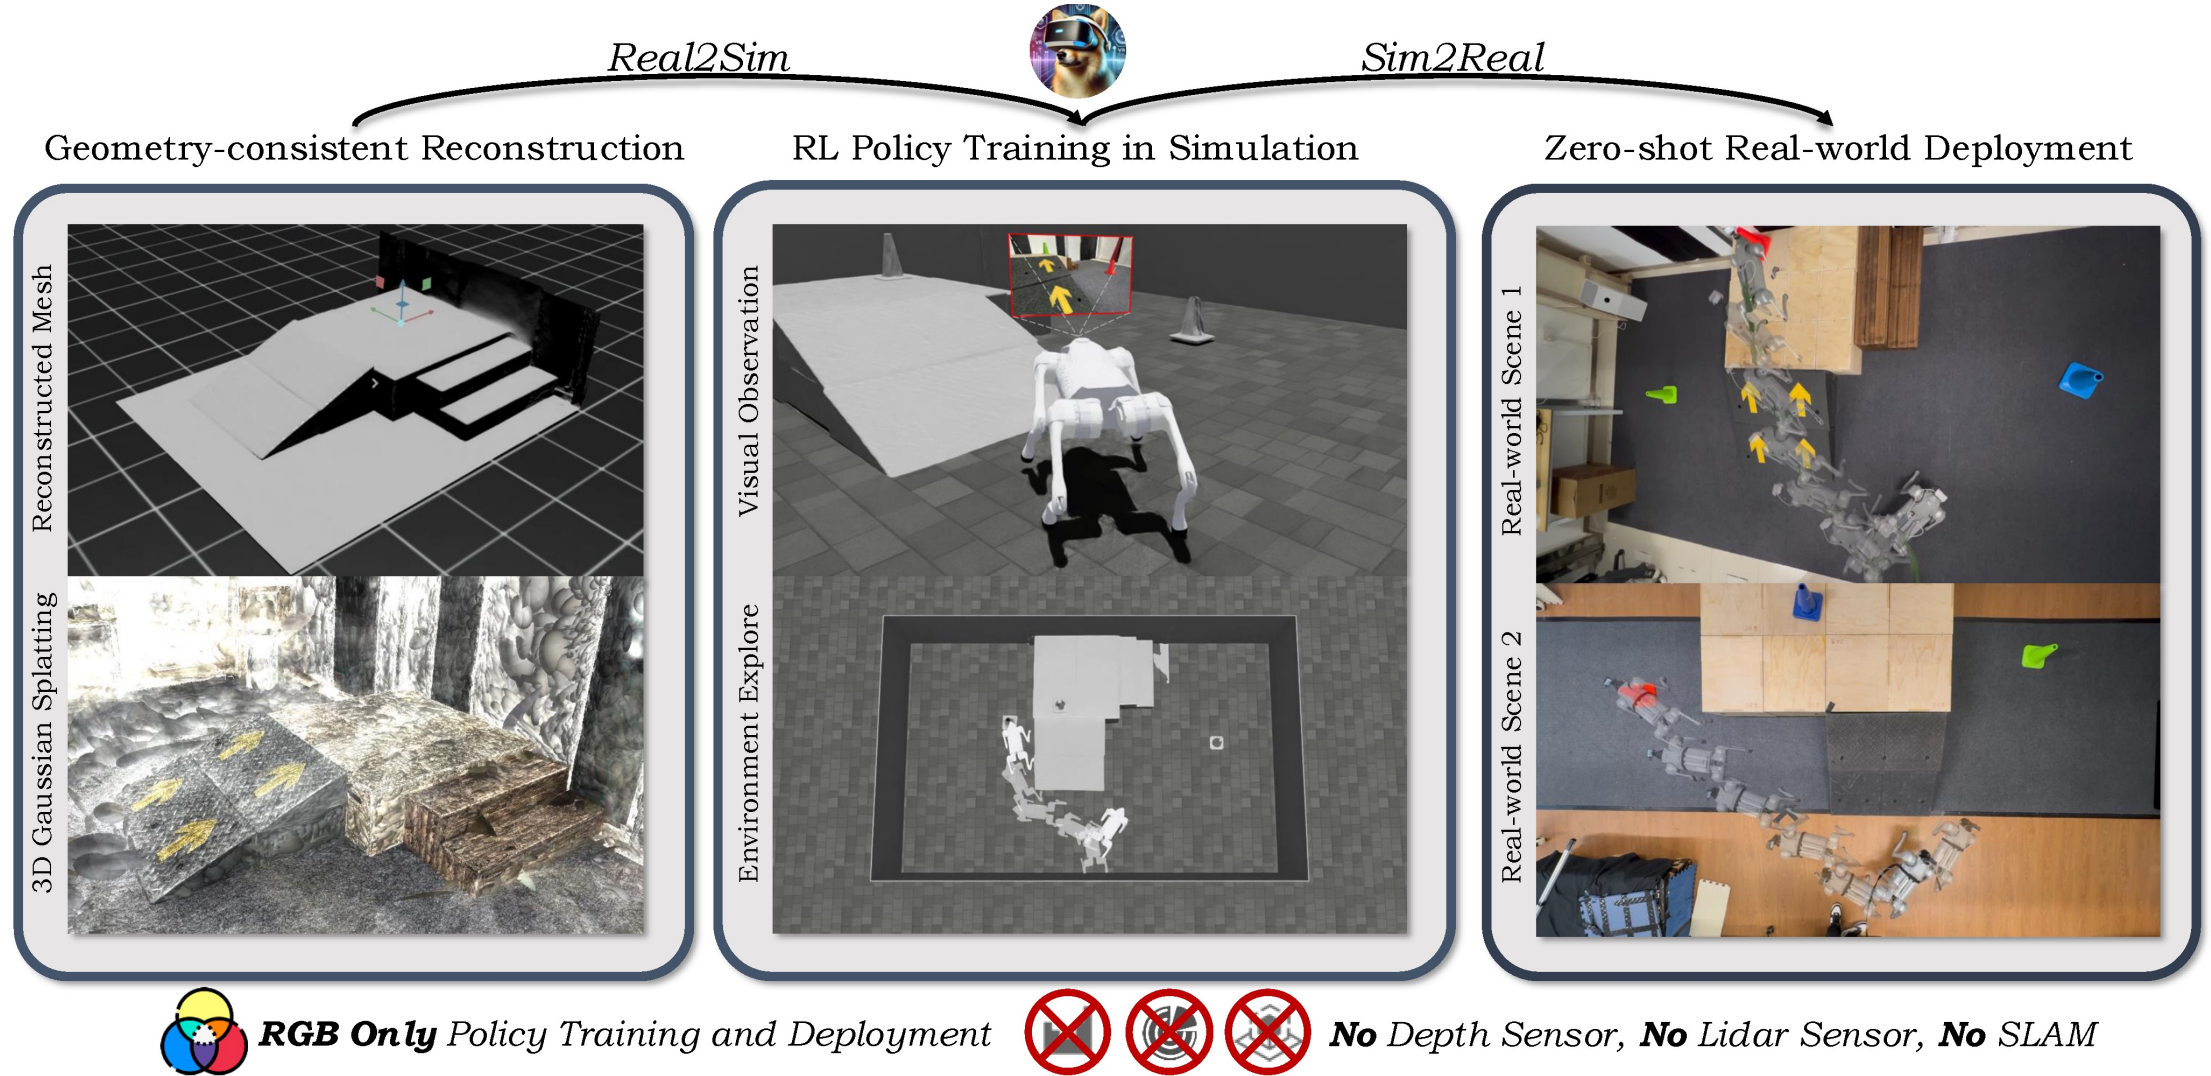 Real2Sim
Sim2Real
Geometry-consistent Reconstruction
RL Policy Training in Simulation
Zero-shot Real-world Deployment
Reconstructed Mesh
3D Gaussian Splating
Visual Observation
Environment Explore
Real-world Scene 1
Real-world Scene 2
RGB Only Policy Training and Deployment
No Depth Sensor, No Lidar Sensor, No SLAM